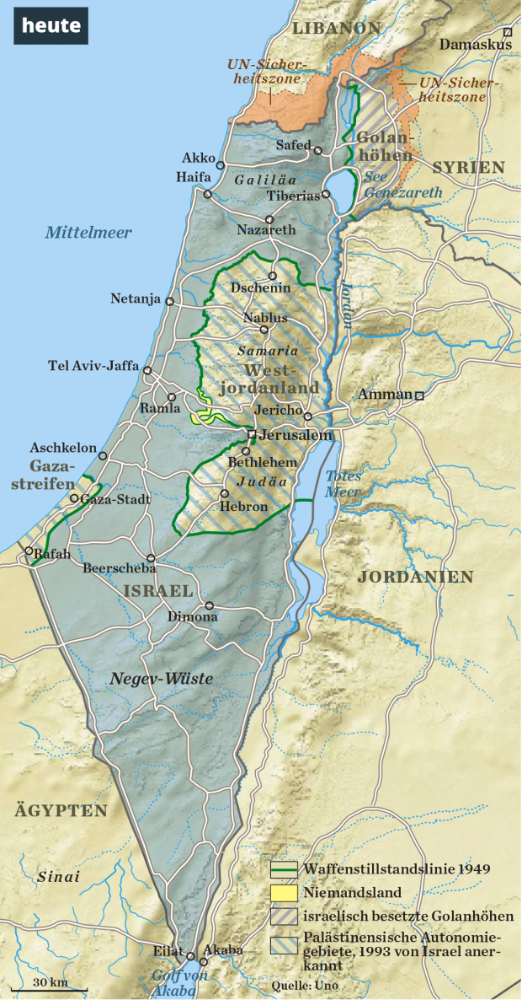 heute
LIBANON
Damaskus
UN-Sicher-
heitszone
UN-Sicher-
heitszone
Safed
Golan-
höhen
Akko
SYRIEN
Haifa
Galiläa
See
Genezareth
Tiberias
Mittelmeer
Nazareth
Dschenin
Netanja
Jordan
Nablus
Samaria
Tel Aviv-Jaffa
West-
jordanland
Amman
Ramla
Jericho
Jerusalem
Aschkelon
Bethlehem
Gaza-
streifen
Totes
Meer
Judäa
Gaza-Stadt
Hebron
Rafah
Beerscheba
JORDANIEN
ISRAEL
Dimona
Negev-Wüste
ÄGYPTEN
Sinai
Waffenstillstandslinie 1949
Niemandsland
israelisch besetzte Golanhöhen
Palästinensische Autonomie-
gebiete, 1993 von Israel aner-
kannt
Eilat
Akaba
Golf von
Akaba
30 km
Quelle: Uno